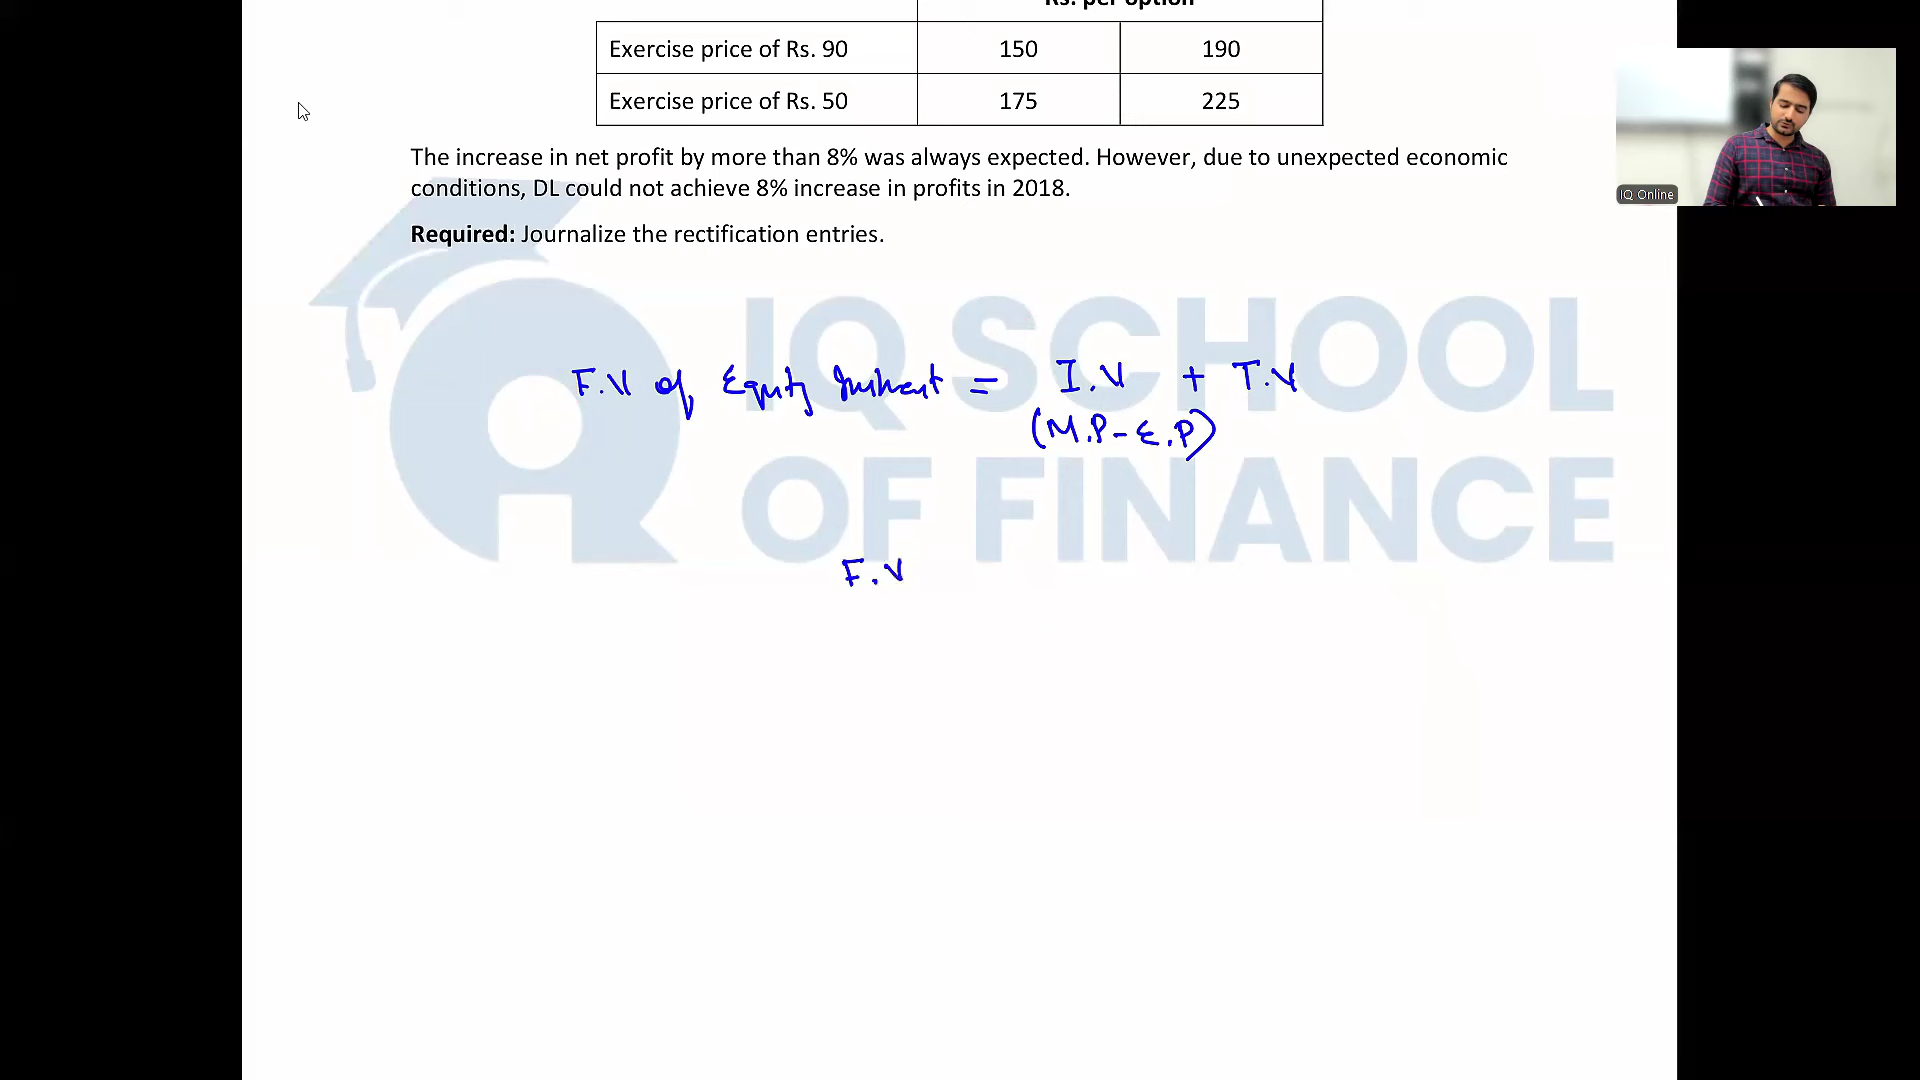 Rs. per option
Exercise price of Rs. 90 150 190
Exercise price of Rs. 50 175 225
The increase in net profit by more than 8% was always expected. However, due to unexpected economic
conditions, DL could not achieve 8% increase in profits in 2018.
Required: Journalize the rectification entries.
IQ Online
IQ SCHOOL
OF FINANCE
F.V of Equity = I.V + T.V
(M.P - E.P)
F.V